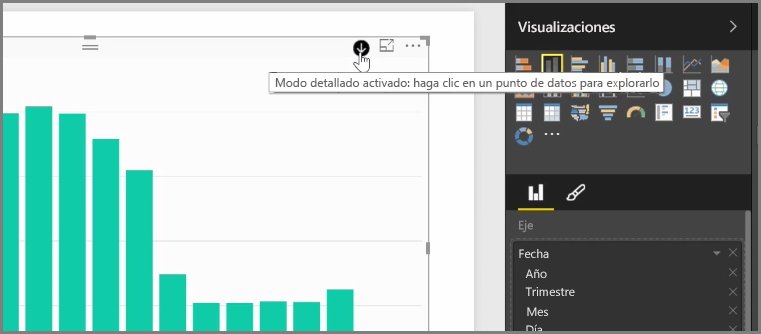 Visualizaciones
Modo detallado activado: haga clic en un punto de datos para explorarlo
123
Eje
Fecha
Año
Trimestre
Mes
Día